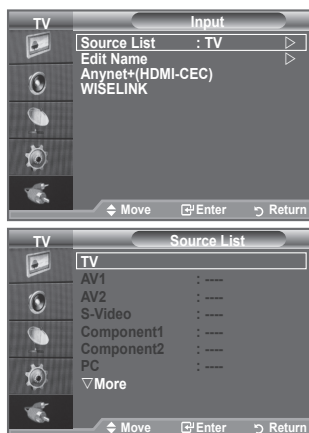 TV Input
Source List : TV ▷
Edit Name ▷
Anynet+(HDMI-CEC)
WISELINK
Move Enter Return
TV Source List
TV
AV1 : ----
AV2 : ----
S-Video : ----
Component1 : ----
Component2 : ----
PC : ----
▽More
Move Enter Return